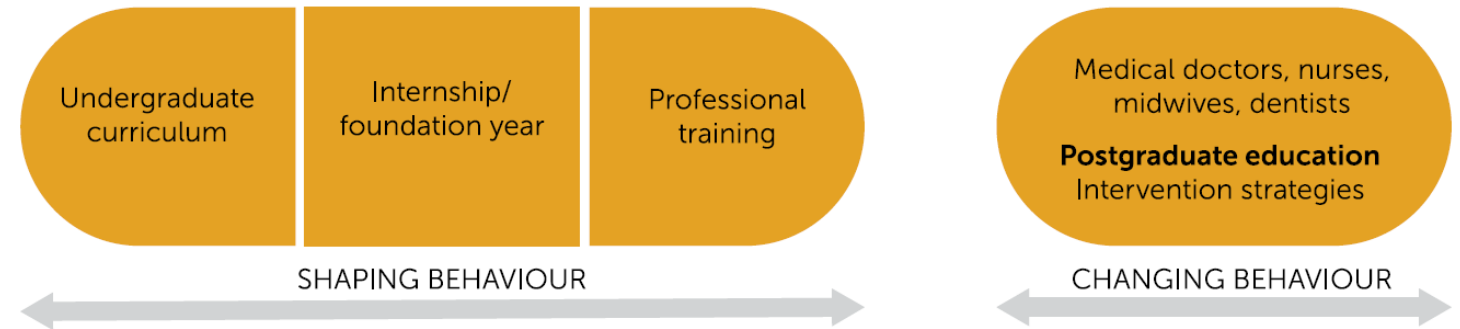 Undergraduate
curriculum
Internship/
foundation year
Professional
training
SHAPING BEHAVIOUR
Medical doctors, nurses,
midwives, dentists
Postgraduate education
Intervention strategies
CHANGING BEHAVIOUR